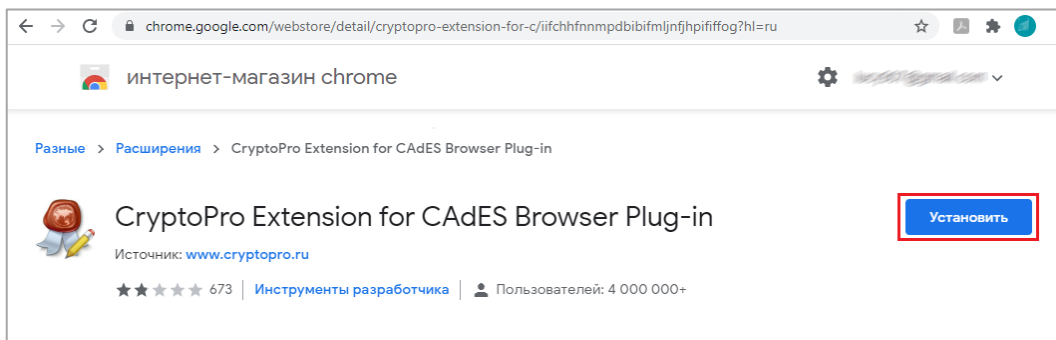 chrome.google.com/webstore/detail/cryptopro-extension-for-c/iifchhfnnmpdbibifmljnfjhpififfog?hl=ru
интернет-магазин chrome
Разные > Расширения > CryptoPro Extension for CAdES Browser Plug-in
CryptoPro Extension for CAdES Browser Plug-in
Установить
Источник: www.cryptopro.ru
673 | Инструменты разработчика | Пользователей: 4 000 000+